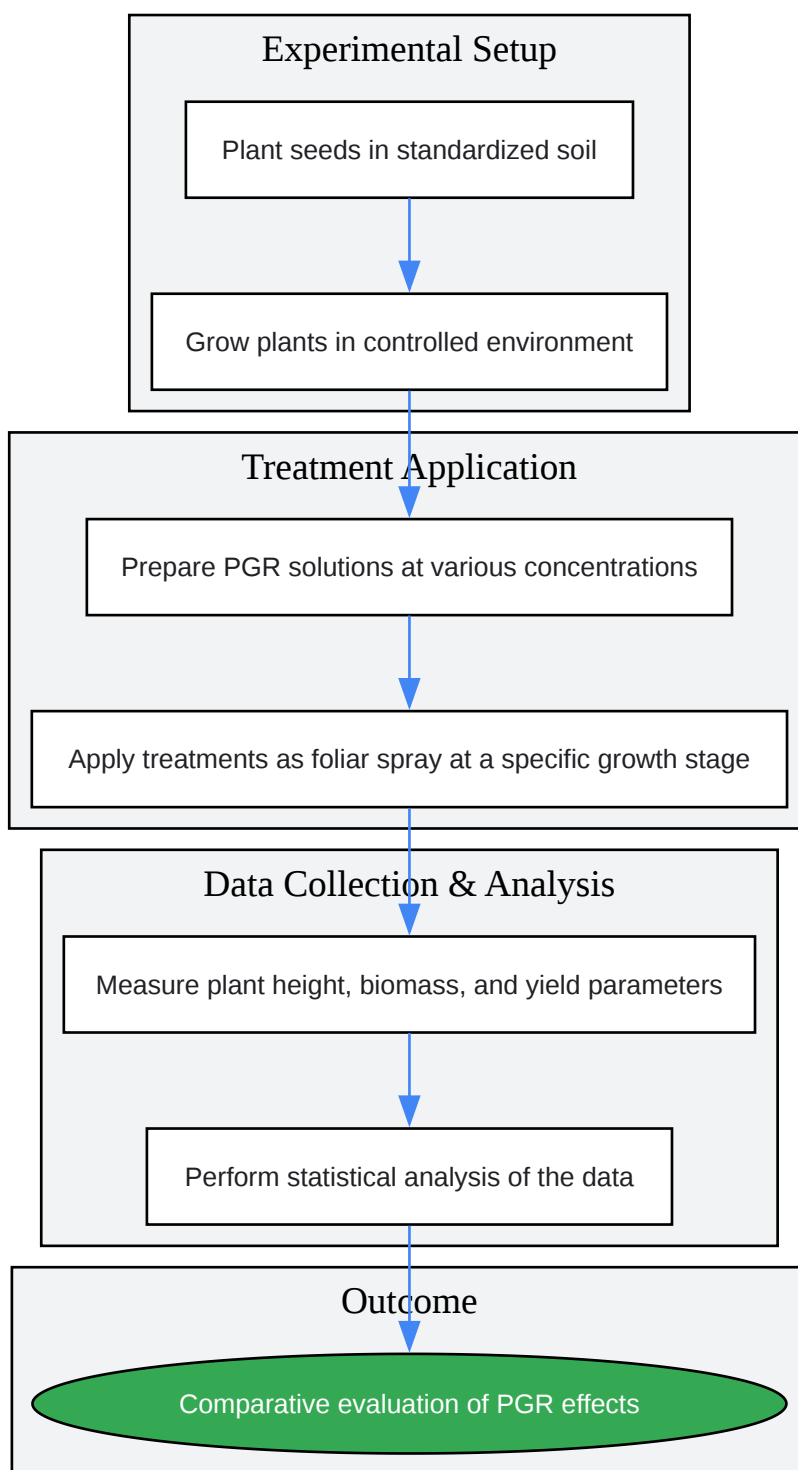 Experimental Setup
Plant seeds in standardized soil
Grow plants in controlled environment
Treatment Application
Prepare PGR solutions at various concentrations
Apply treatments as foliar spray at a specific growth stage
Data Collection & Analysis
Measure plant height, biomass, and yield parameters
Perform statistical analysis of the data
Outcome
Comparative evaluation of PGR effects